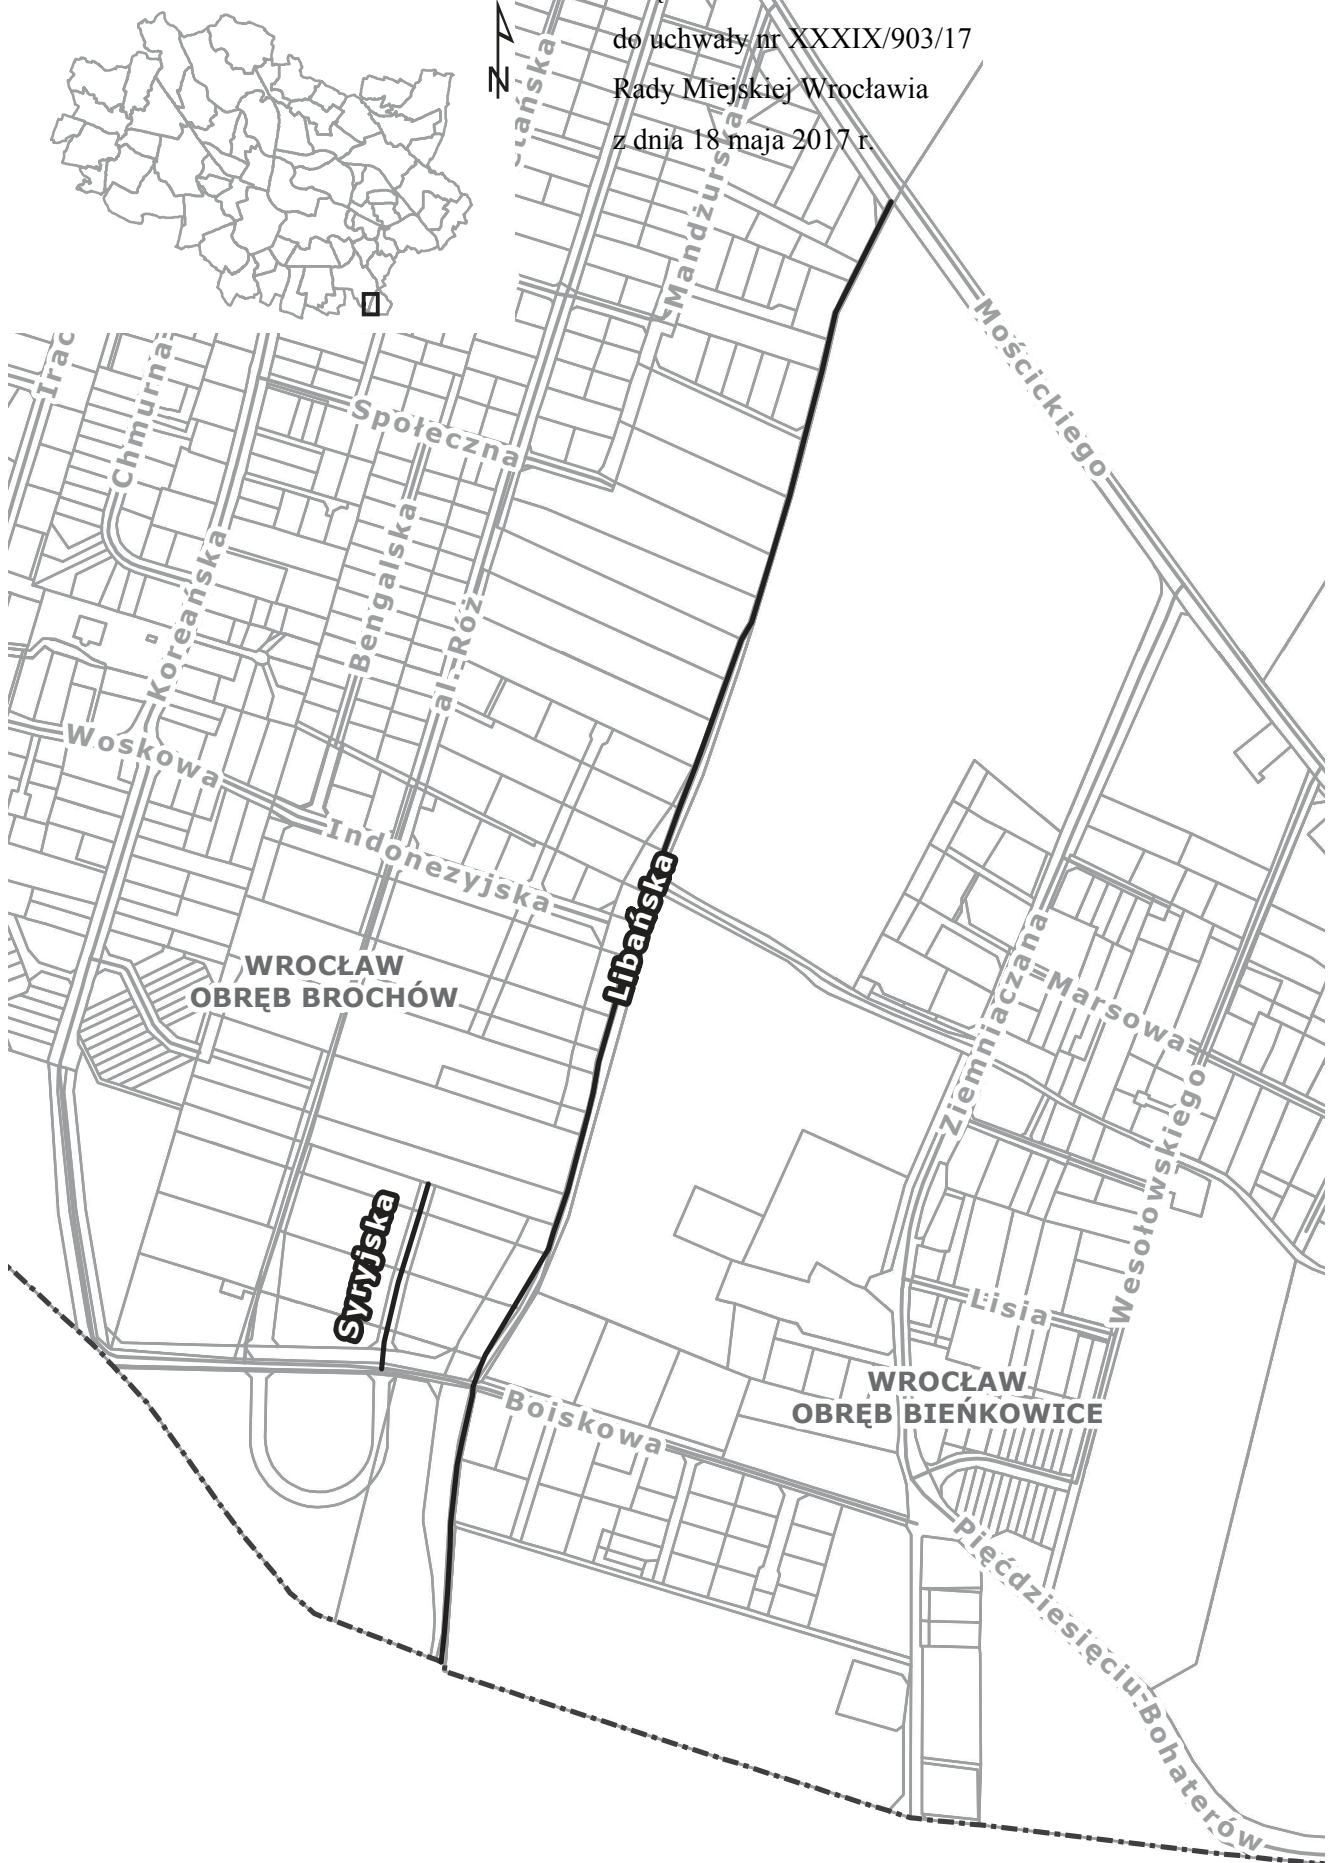 do uchwały nr XXXIX/903/17
Rady Miejskiej Wrocławia
z dnia 18 maja 2017 r.
N
Mandżurska
Mościckiego
Chmurna
Społeczna
Koreańska
Bengalska
al. Róż
Woskowa
Indonezyjska
Libańska
WROCŁAW
OBRĘB BROCHÓW
Ziemniaczana
Marsowa
Wesołowskiego
Syryjska
Lisia
WROCŁAW
OBRĘB BIEŃKOWICE
Boiskowa
Pięćdziesięciu Bohaterów